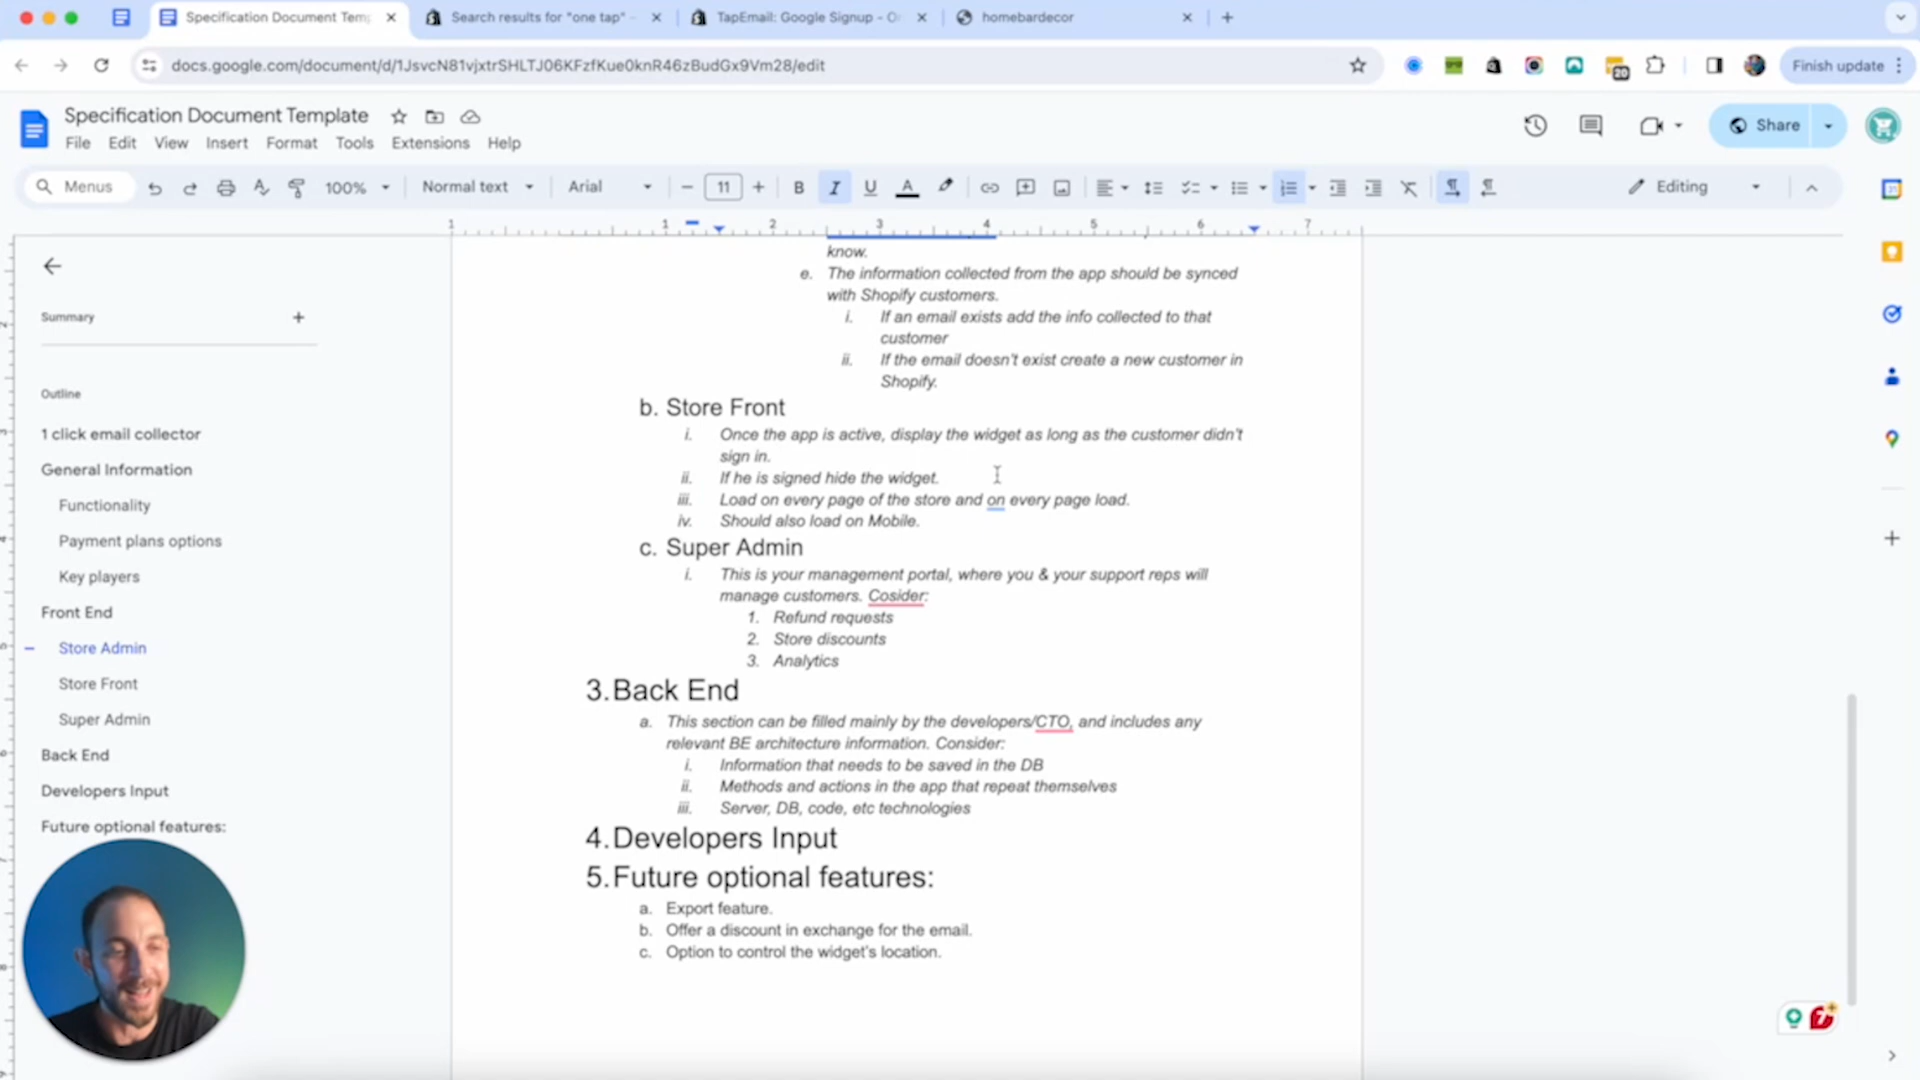 Specification Document Temp
Search results for "one tap" -
TapEmail: Google Signup - O
homebardecor
docs.google.com/document/d/1JsvcN81vjxtrSHLTJ06KFzfKue0knR46zBudGx9Vm28/edit
20
Finish update
Specification Document Template
File Edit View Insert Format Tools Extensions Help
Share
Menus
100%
Normal text
Arial
11
Editing
1 1 2 3 4 5 6 7
Summary
Outline
1 click email collector
General Information
Functionality
Payment plans options
Key players
Front End
Store Admin
Store Front
Super Admin
Back End
Developers Input
Future optional features:
know.
e. The information collected from the app should be synced
with Shopify customers.
i. If an email exists add the info collected to that
customer
ii. If the email doesn't exist create a new customer in
Shopify.
b. Store Front
i. Once the app is active, display the widget as long as the customer didn't
sign in.
ii. If he is signed hide the widget.
iii. Load on every page of the store and on every page load.
iv. Should also load on Mobile.
c. Super Admin
i. This is your management portal, where you & your support reps will
manage customers. Cosider:
1. Refund requests
2. Store discounts
3. Analytics
3. Back End
a. This section can be filled mainly by the developers/CTO, and includes any
relevant BE architecture information. Consider:
i. Information that needs to be saved in the DB
ii. Methods and actions in the app that repeat themselves
iii. Server, DB, code, etc technologies
4. Developers Input
5. Future optional features:
a. Export feature.
b. Offer a discount in exchange for the email.
c. Option to control the widget's location.